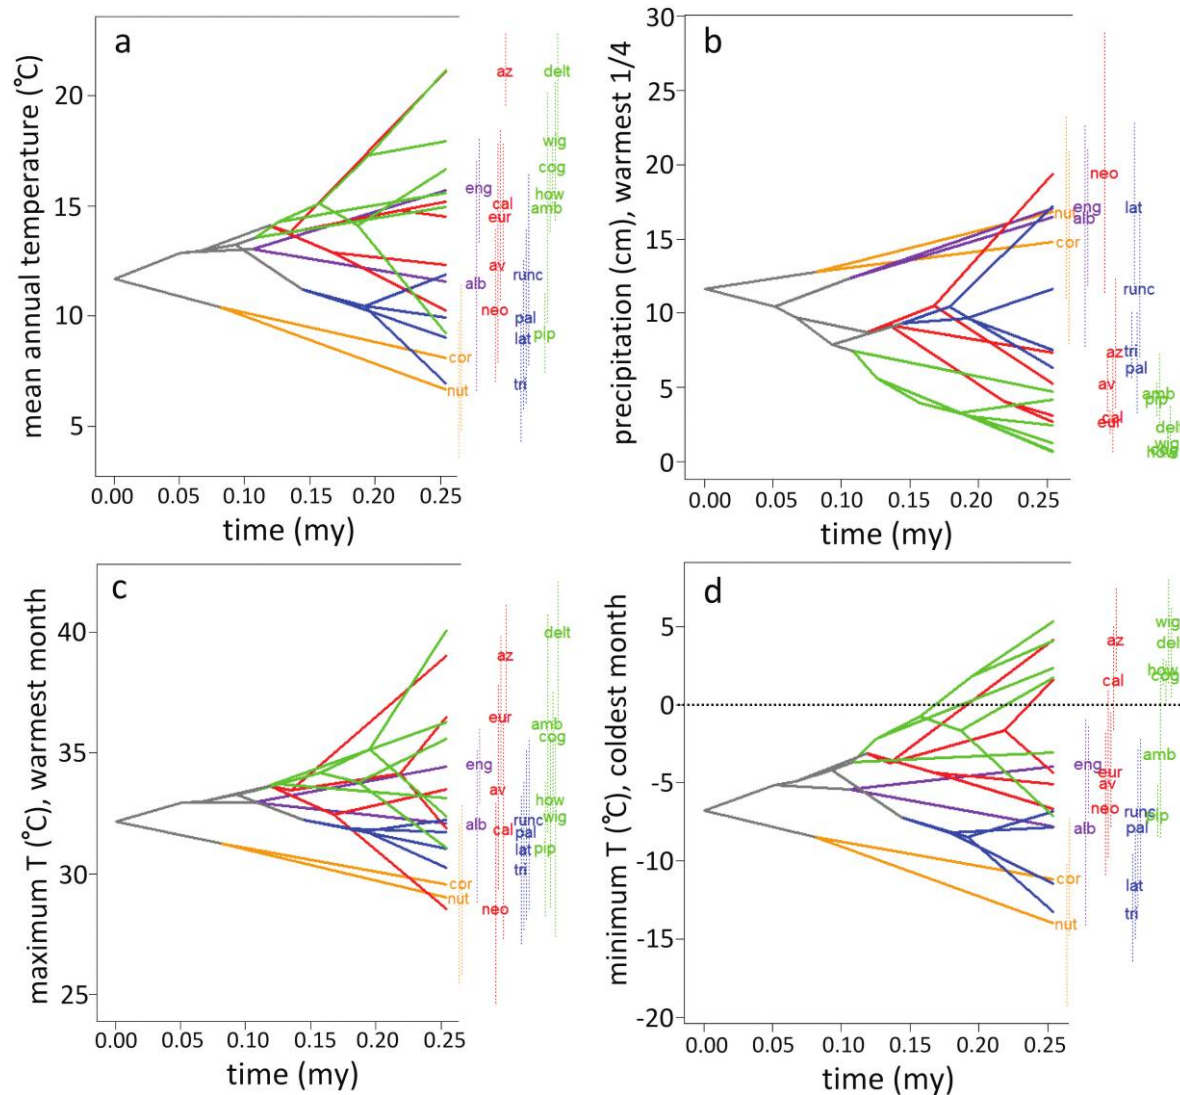 a
mean annual temperature (°C)
20
15
10
5
0.00 0.05 0.10 0.15 0.20 0.25
time (my)
az delt
wig
cog
eng
cal how
eur amb
av
runc
alb
neo pal
pip
lat
cor
nut tri
b
precipitation (cm), warmest 1/4
30
25
20
15
10
5
0
0.00 0.05 0.10 0.15 0.20 0.25
time (my)
neo
nut eng lat
alb
cor
runc
az tri
pal
av amb
pip
cal
eur delt
wig
how
c
maximum T (°C), warmest month
40
35
30
25
0.00 0.05 0.10 0.15 0.20 0.25
time (my)
delt
az
eur amb
cog
eng
av
how
runc wig
alb cal pal
lat pip
tri
cor
nut neo
d
minimum T (°C), coldest month
5
0
-5
-10
-15
-20
0.00 0.05 0.10 0.15 0.20 0.25
time (my)
wig
az del
how
cal cog
amb
eng
eur
av
neo runc pip
alb pal
cor
lat
tri
nut